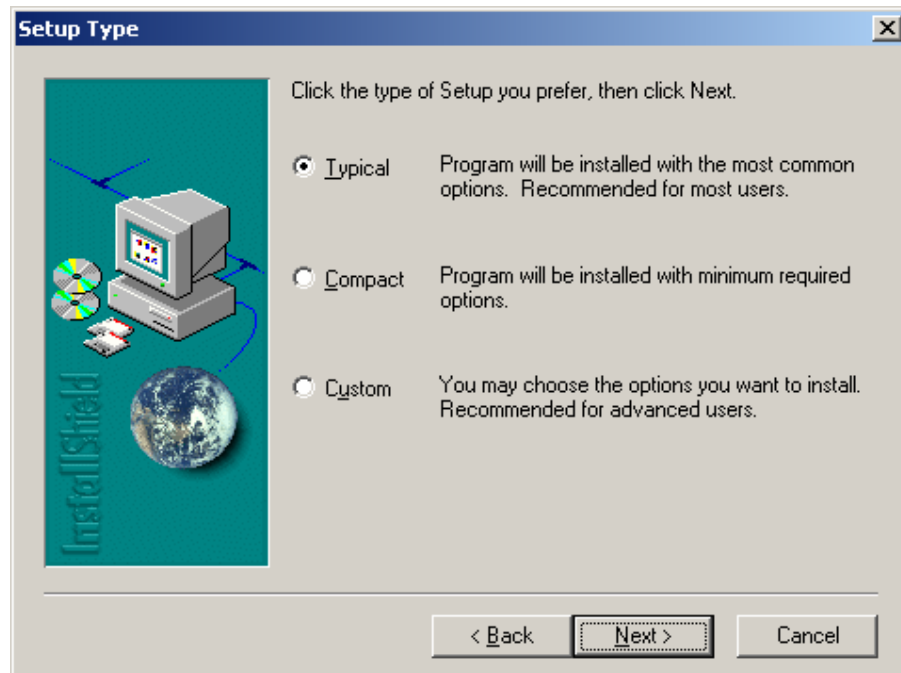 Setup Type
Click the type of Setup you prefer, then click Next.
Typical
Program will be installed with the most common
options.  Recommended for most users.
Compact
Program will be installed with minimum required
options.
Custom
You may choose the options you want to install.
Recommended for advanced users.
InstallShield
< Back
Next >
Cancel